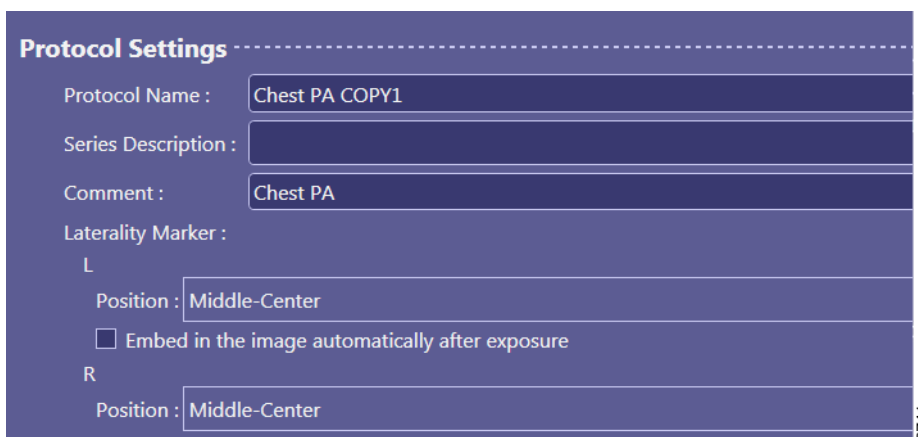 Protocol Settings
Protocol Name : Chest PA COPY1
Series Description :
Comment : Chest PA
Laterality Marker :
L
Position : Middle-Center
Embed in the image automatically after exposure
R
Position : Middle-Center